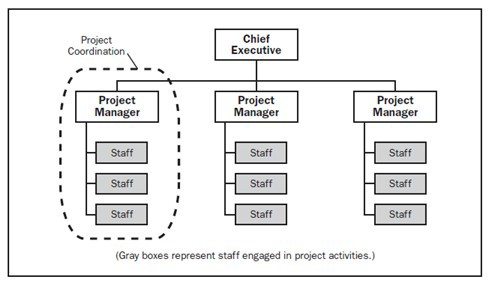 Project
Coordination
Chief
Executive
Project
Manager
Project
Manager
Project
Manager
Staff
Staff
Staff
Staff
Staff
Staff
Staff
Staff
Staff
(Gray boxes represent staff engaged in project activities.)